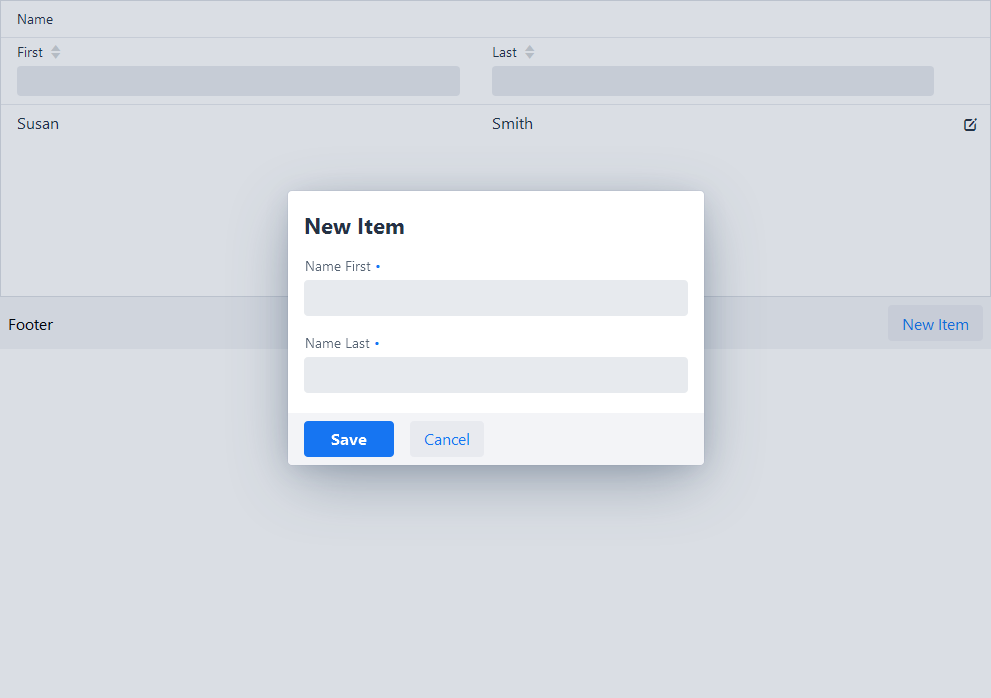 Name
First Last
Susan Smith
New Item
Name First •
Name Last •
Footer New Item
Save Cancel